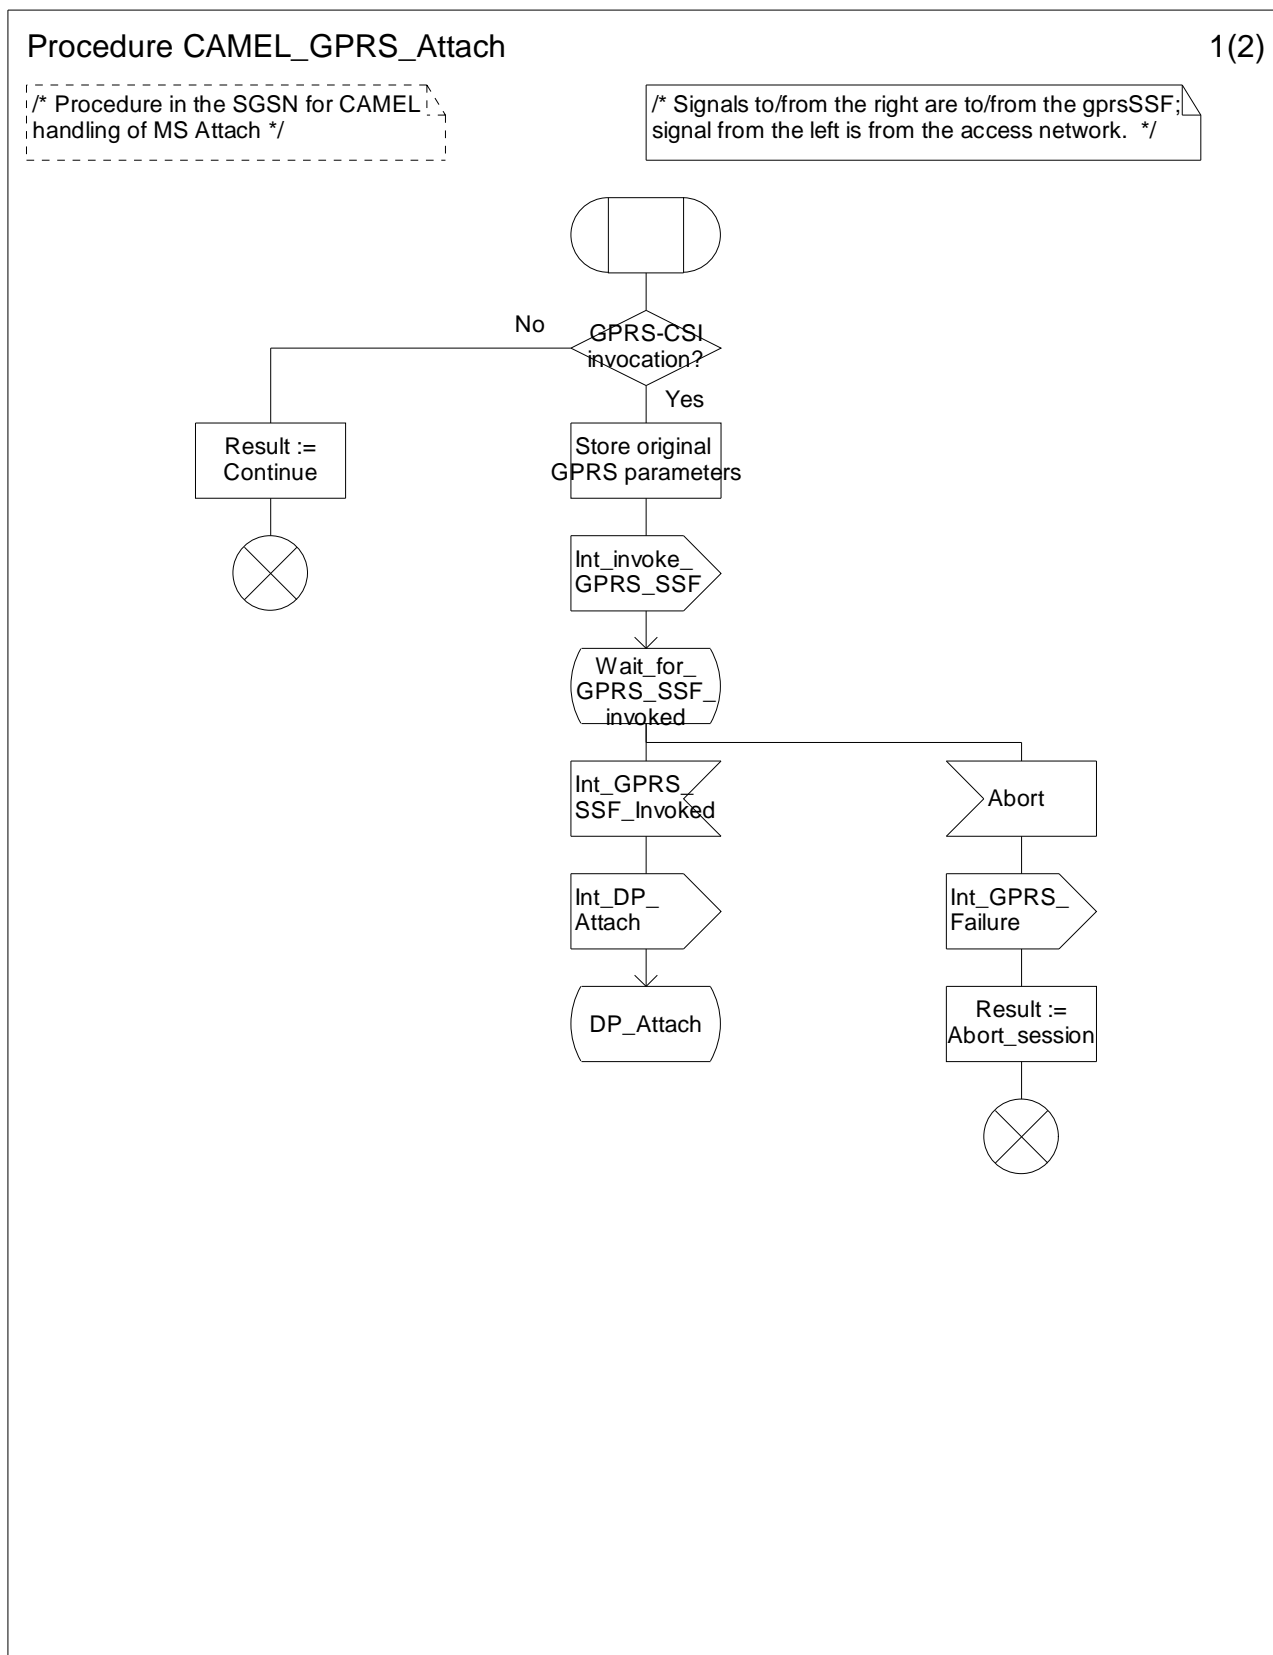 Procedure CAMEL_GPRS_Attach
1(2)
/* Procedure in the SGSN for CAMEL
handling of MS Attach */
/* Signals to/from the right are to/from the gprsSSF;
signal from the left is from the access network. */
GPRS-CSI
invocation?
No
Yes
Result :=
Continue
Store original
GPRS parameters
Int_invoke_
GPRS_SSF
Wait_for_
GPRS_SSF_
invoked
Int_GPRS_
SSF_Invoked
Abort
Int_DP_
Attach
Int_GPRS_
Failure
DP_Attach
Result :=
Abort_session